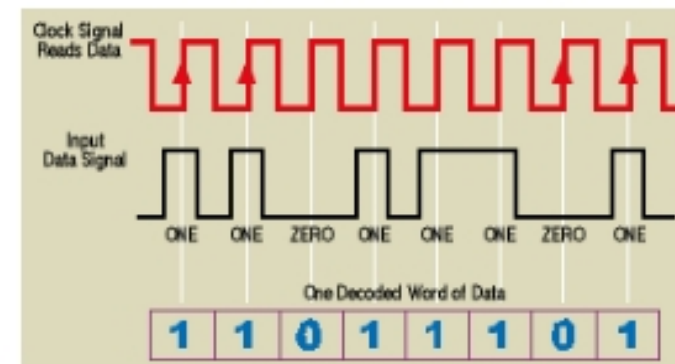 Clock Signal
Reads Data
Input
Data Signal
ONE ONE ZERO ONE ONE ONE ZERO ONE
One Decoded Word of Data
1 1 0 1 1 1 0 1